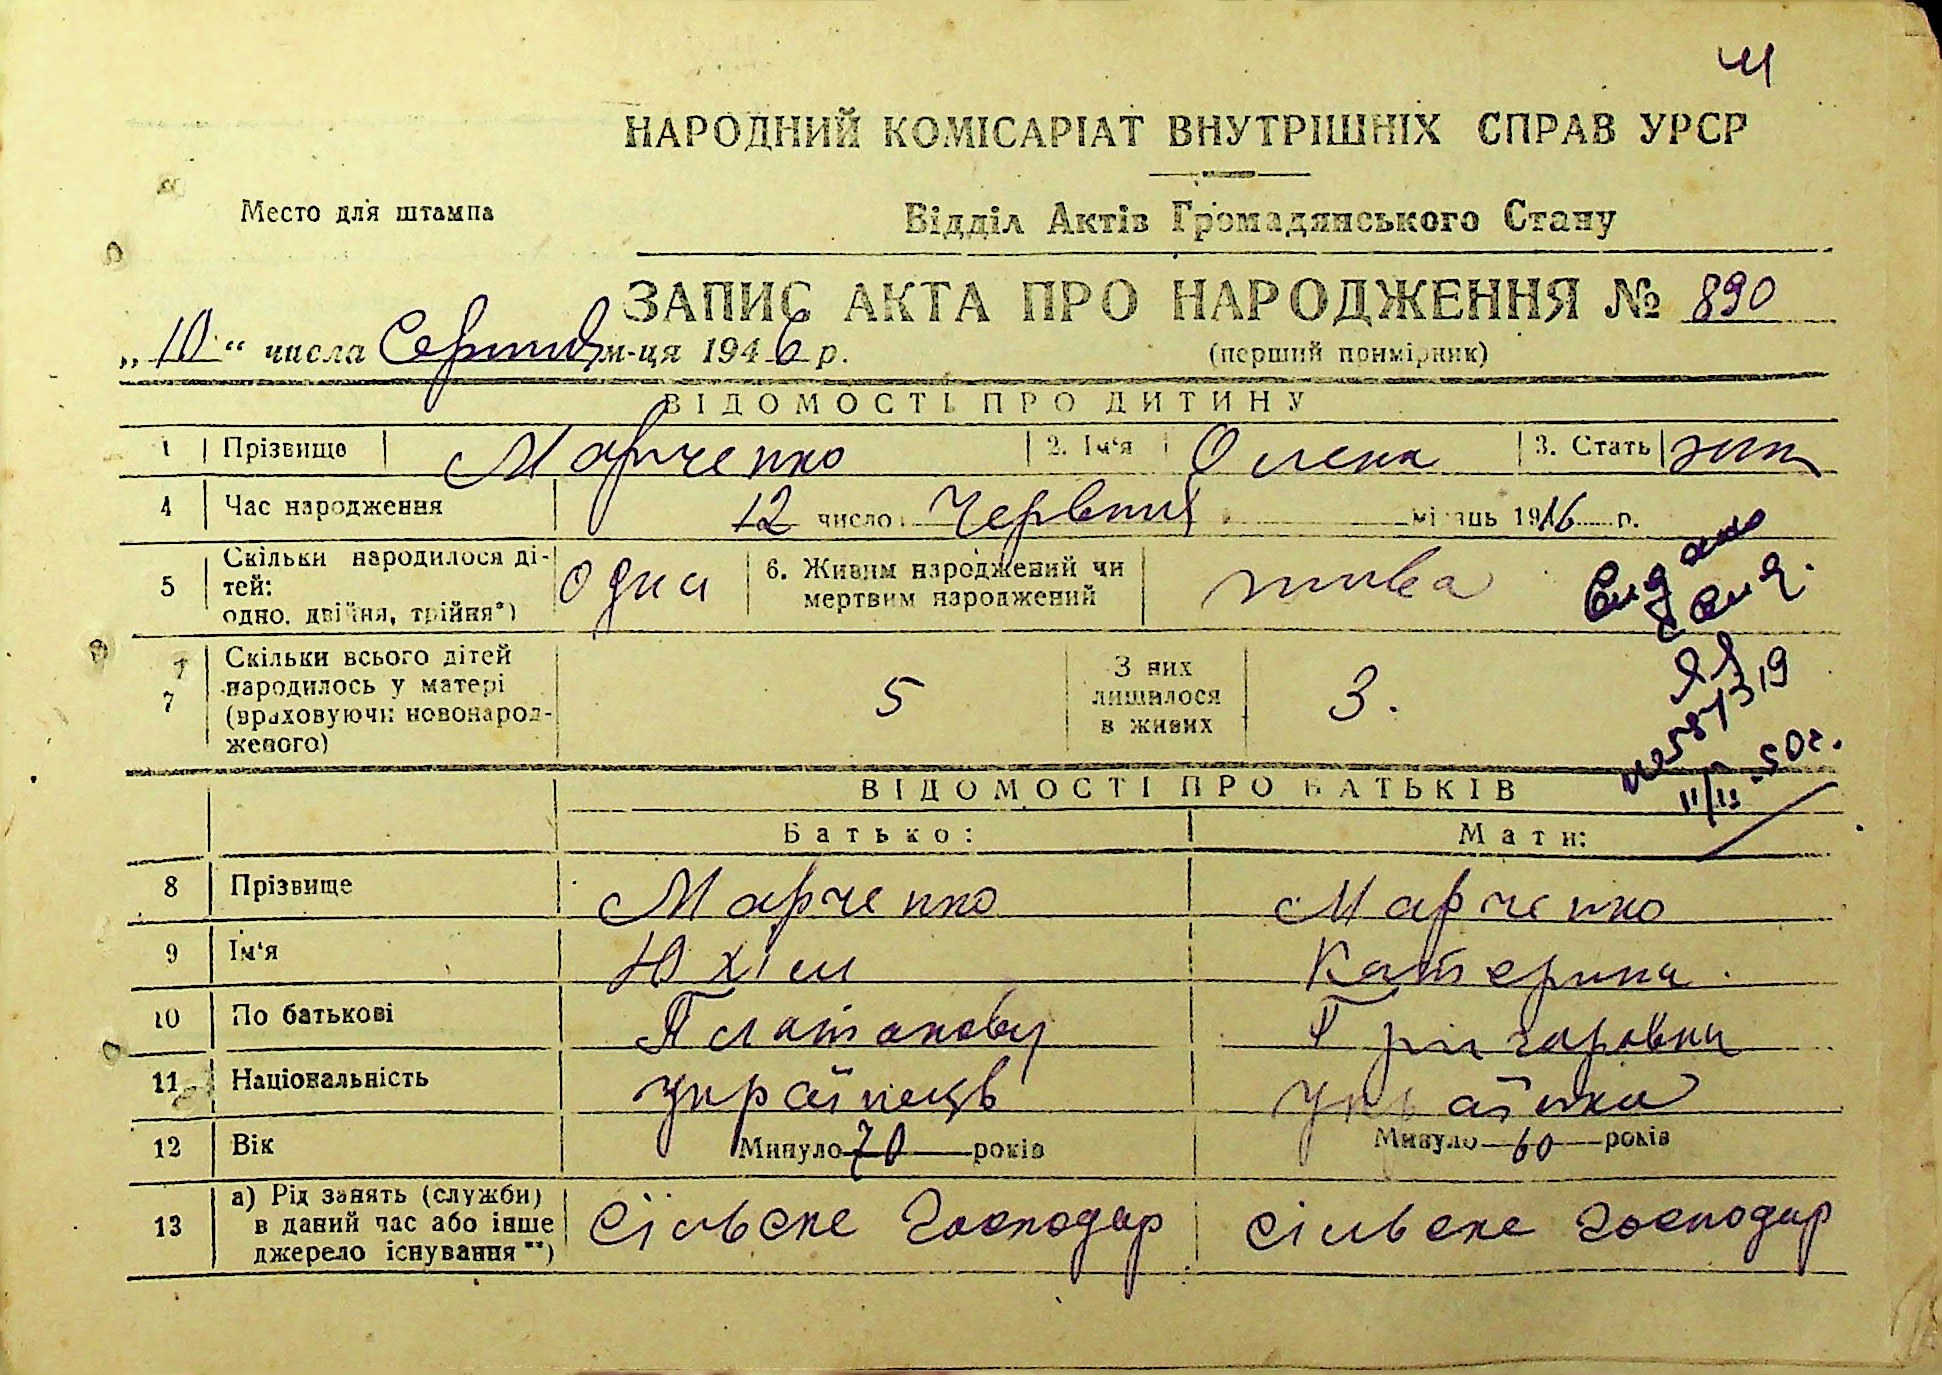 41
НАРОДНИЙ КОМІСАРІАТ ВНУТРІШНІХ СПРАВ УРСР
Место для штампа
Відділ Актів Громадянського Стану
ЗАПИС АКТА ПРО НАРОДЖЕННЯ № 890
„ 10 “ числа Серпня м-ця 1946 р. (перший примірник)
ВІДОМОСТІ ПРО ДИТИНУ
1 Прізвище Марченко 2. Ім‘я Олена 3. Стать жін
4 Час народження 12 число Червня місяць 1916 р.
5 Скільки народилося дітей: одно, двійня, трійня*) одна 6. Живим народжений чи мертвим народжений жива
7 Скільки всього дітей народилось у матері (враховуючи новонародженого) 5 З них лишилося в живих 3.
ВІДОМОСТІ ПРО БАТЬКІВ
Батько: Мати:
8 Прізвище Марченко Марченко
9 Ім‘я Юхім Катерина
10 По батькові Платонович Григоровна
11 Національність українець українка
12 Вік Минуло 70 років Минуло 60 років
13 а) Рід занять (служби) в даний час або інше джерело існування**) Сільске господар сільске господар